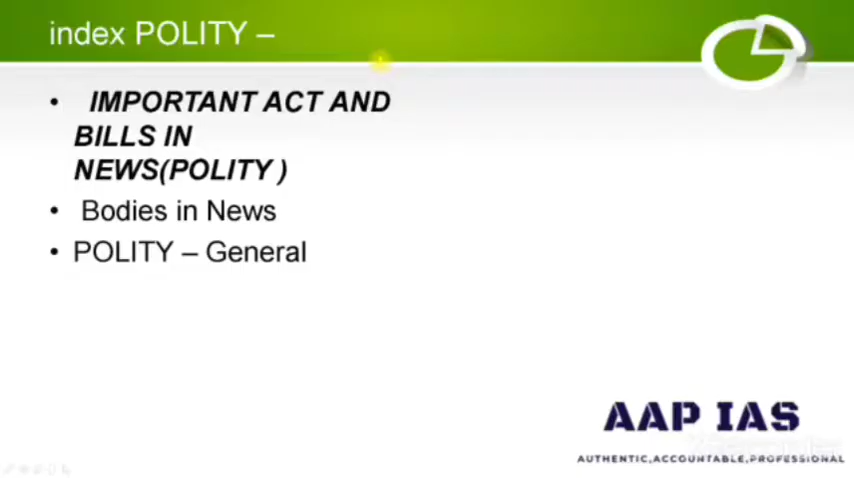 index POLITY –
• IMPORTANT ACT AND
BILLS IN
NEWS(POLITY )
• Bodies in News
• POLITY – General
AAP IAS
AUTHENTIC,ACCOUNTABLE,PROFESSIONAL